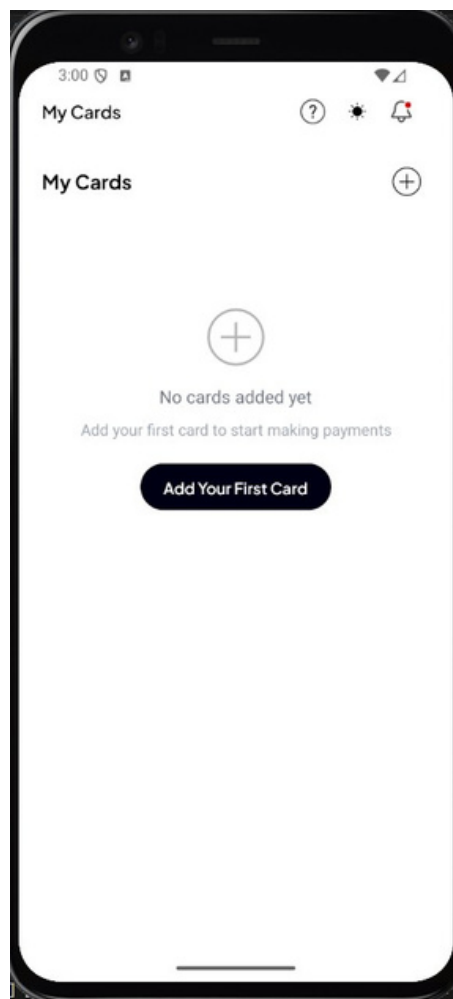 3:00
My Cards
My Cards
No cards added yet
Add your first card to start making payments
Add Your First Card